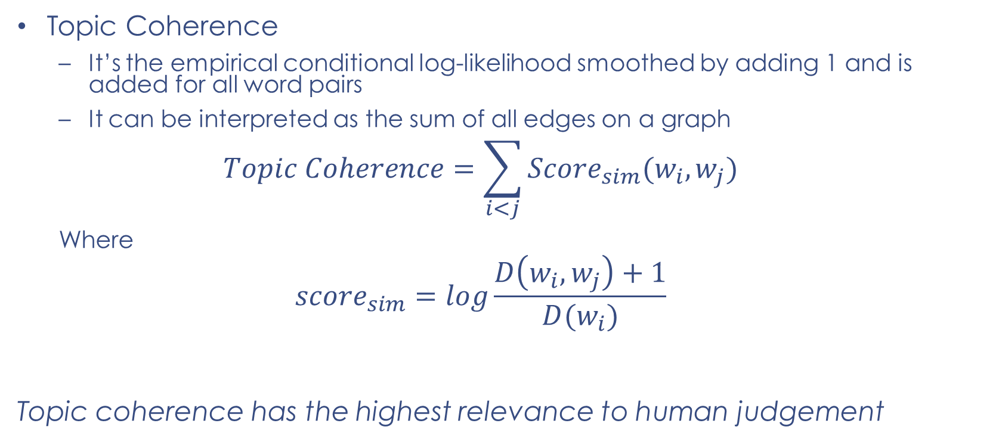 • Topic Coherence
– It's the empirical conditional log-likelihood smoothed by adding 1 and is
added for all word pairs
– It can be interpreted as the sum of all edges on a graph
Topic Coherence = ∑_{i<j} Score_{sim}(w_i, w_j)
Where
score_{sim} = log (D(w_i, w_j) + 1) / D(w_i)
Topic coherence has the highest relevance to human judgement